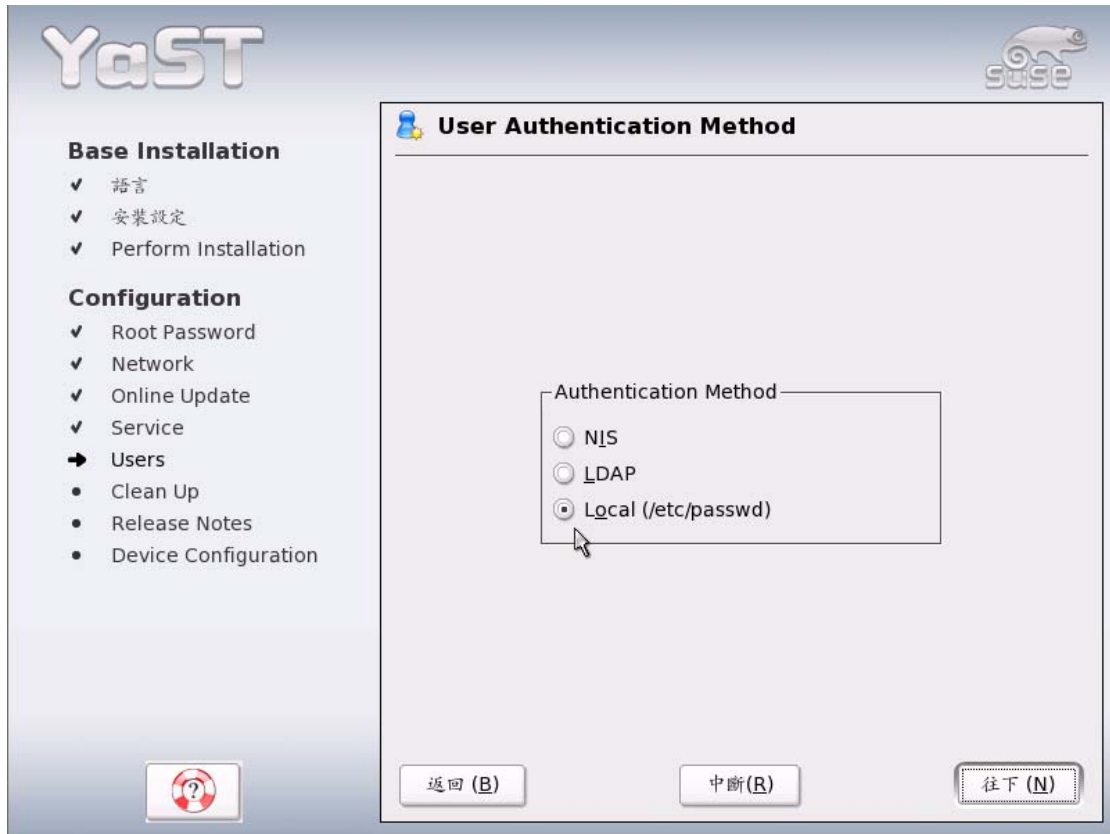 YaST
SUSE
Base Installation
語言
安裝設定
Perform Installation
Configuration
Root Password
Network
Online Update
Service
Users
Clean Up
Release Notes
Device Configuration
User Authentication Method
Authentication Method
NIS
LDAP
Local (/etc/passwd)
?
返回 (B)
中斷(R)
往下 (N)